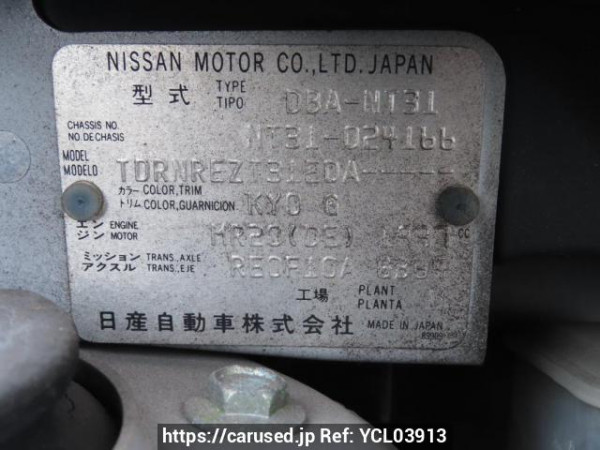 NISSAN MOTOR CO.,LTD. JAPAN
型式 TYPE TIPO DBA-NT31
CHASSIS NO. NO. DE CHASIS NT31-024166
MODEL MODELO TDRNREZT31EDA-----
カラー COLOR,TRIM
トリム COLOR,GUARNICION KY0 G
エン ENGINE
ジン MOTOR MR20(DE) 1997 CC
ミッション TRANS.,AXLE
アクスル TRANS.,EJE RE0F10A
工場 PLANT PLANTA
日産自動車株式会社 MADE IN JAPAN
https://carused.jp Ref: YCL03913